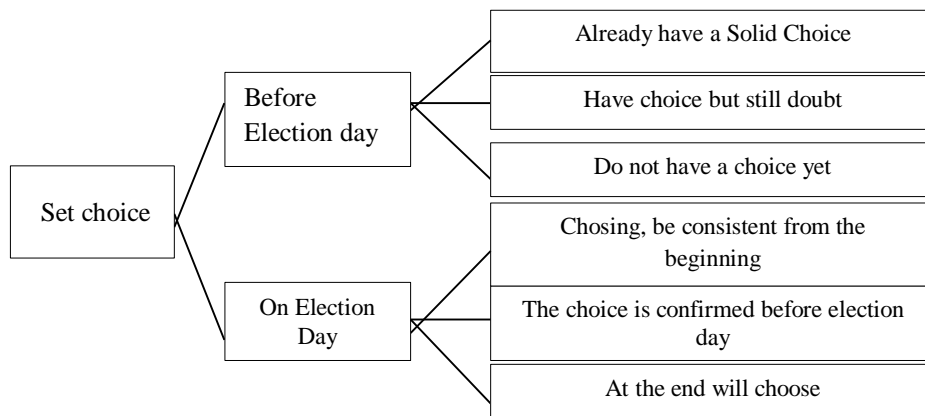 Already have a Solid Choice
Before
Election day
Have choice but still doubt
Do not have a choice yet
Set choice
Chosing, be consistent from the
beginning
On Election
Day
The choice is confirmed before election
day
At the end will choose